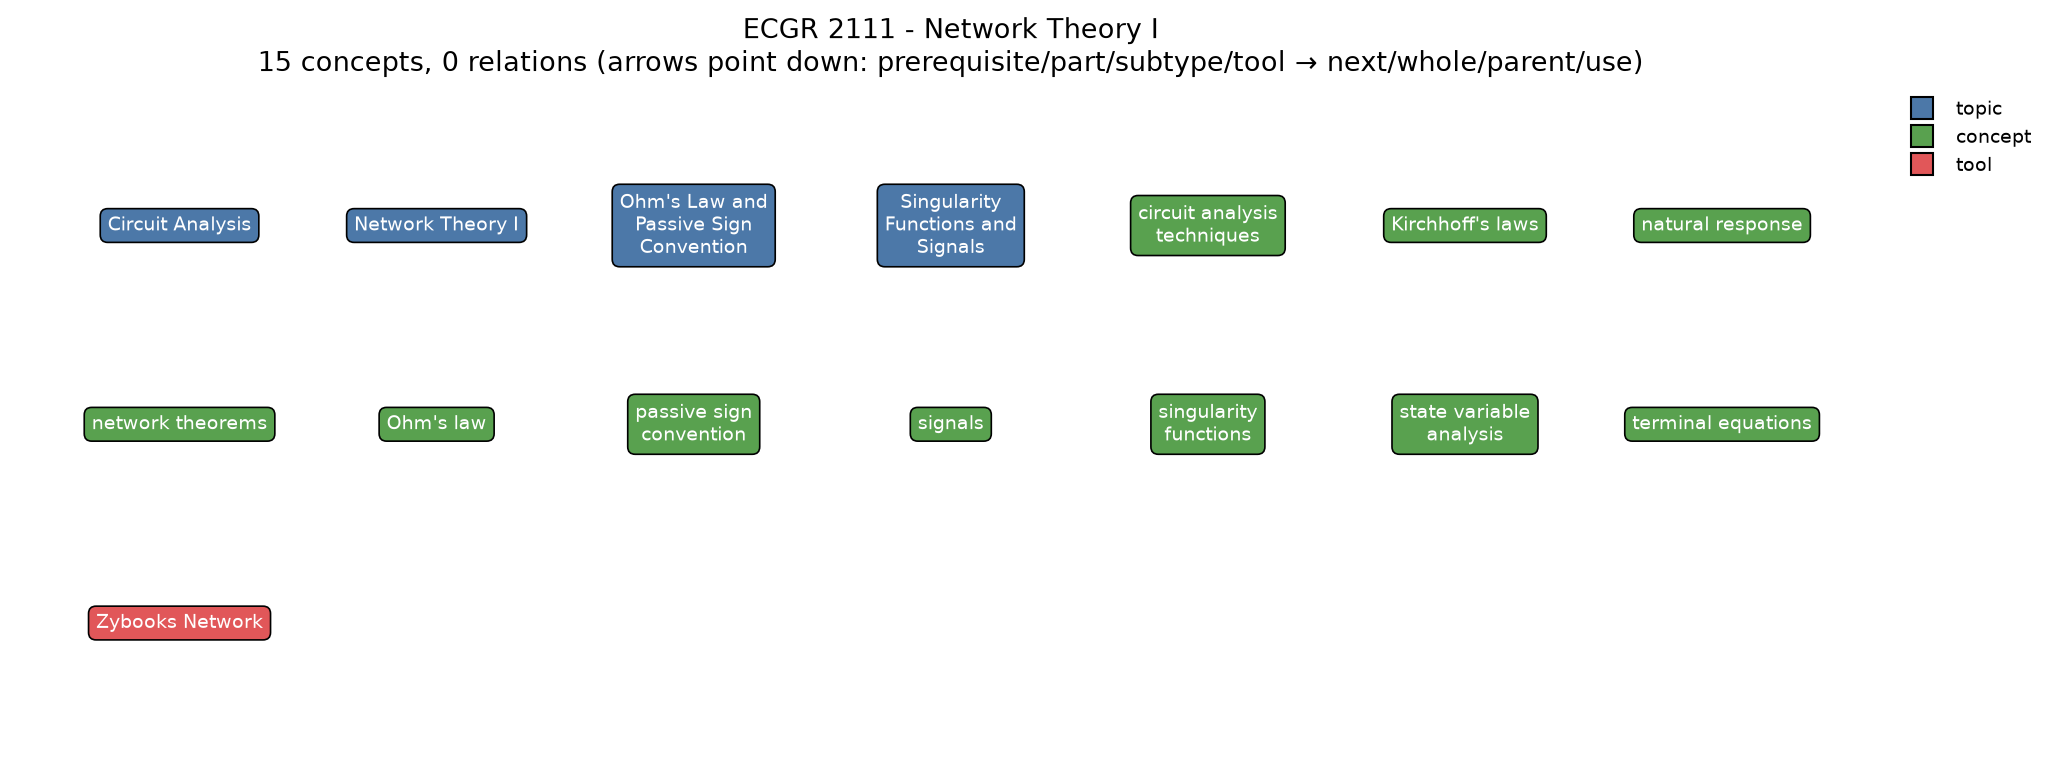 ECGR 2111 - Network Theory I
15 concepts, 0 relations (arrows point down: prerequisite/part/subtype/tool → next/whole/parent/use)
topic
concept
tool
Circuit Analysis
Network Theory I
Ohm's Law and
Passive Sign
Convention
Singularity
Functions and
Signals
circuit analysis
techniques
Kirchhoff's laws
natural response
network theorems
Ohm's law
passive sign
convention
signals
singularity
functions
state variable
analysis
terminal equations
Zybooks Network